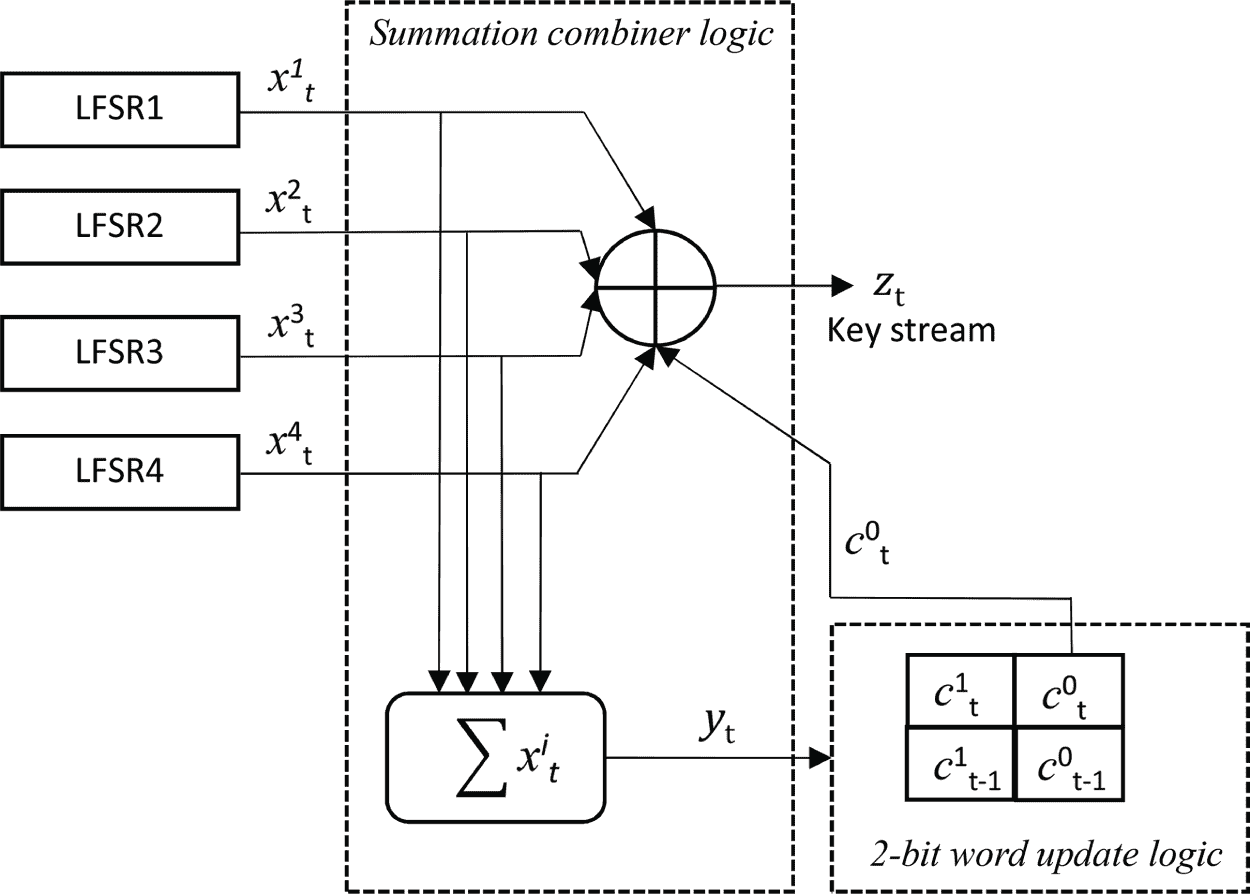 Summation combiner logic
LFSR1
x¹ₜ
LFSR2
x²ₜ
LFSR3
x³ₜ
LFSR4
x⁴ₜ
zₜ
Key stream
c⁰ₜ
∑ xⁱₜ
yₜ
c¹ₜ c⁰ₜ
c¹ₜ₋₁ c⁰ₜ₋₁
2-bit word update logic